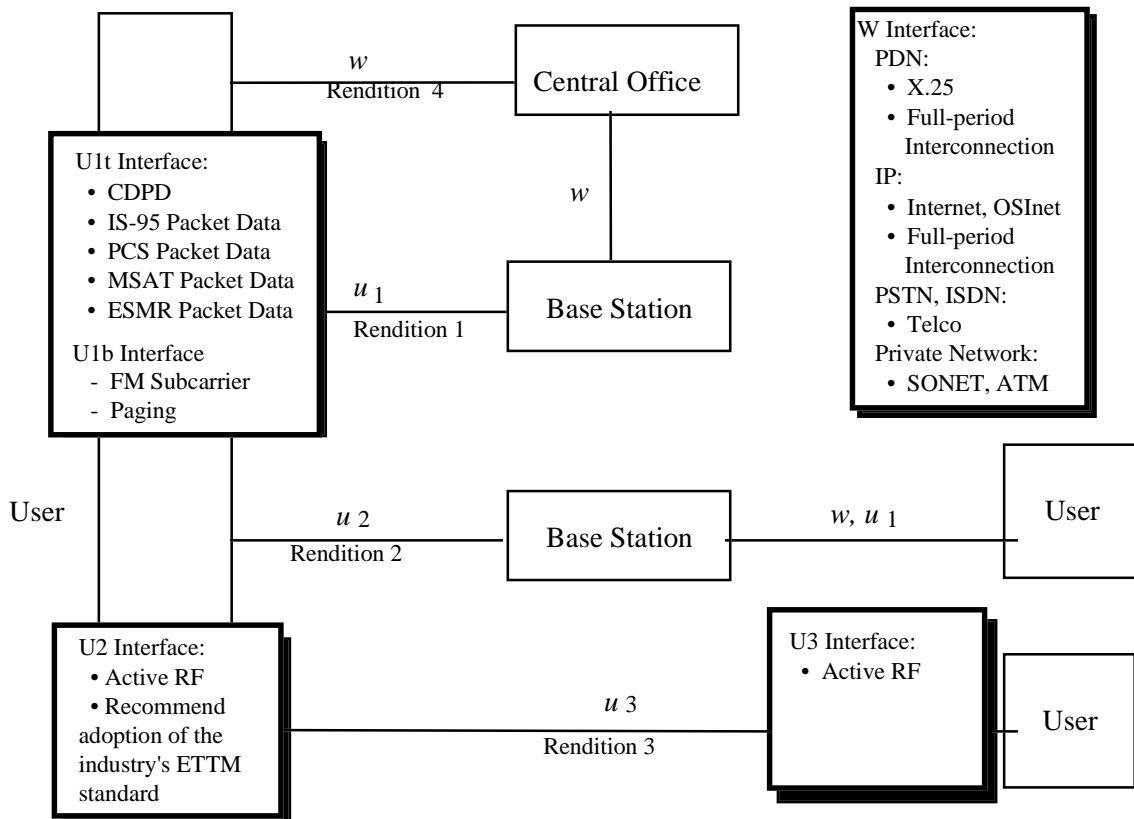 w
Rendition 4
Central Office
W Interface:
PDN:
• X.25
• Full-period
Interconnection
IP:
• Internet, OSInet
• Full-period
Interconnection
PSTN, ISDN:
• Telco
Private Network:
• SONET, ATM
U1t Interface:
• CDPD
• IS-95 Packet Data
• PCS Packet Data
• MSAT Packet Data
• ESMR Packet Data
U1b Interface
- FM Subcarrier
- Paging
w
u 1
Rendition 1
Base Station
User
u 2
Rendition 2
Base Station
w, u 1
User
U2 Interface:
• Active RF
• Recommend
adoption of the
industry's ETTM
standard
u 3
Rendition 3
U3 Interface:
• Active RF
User